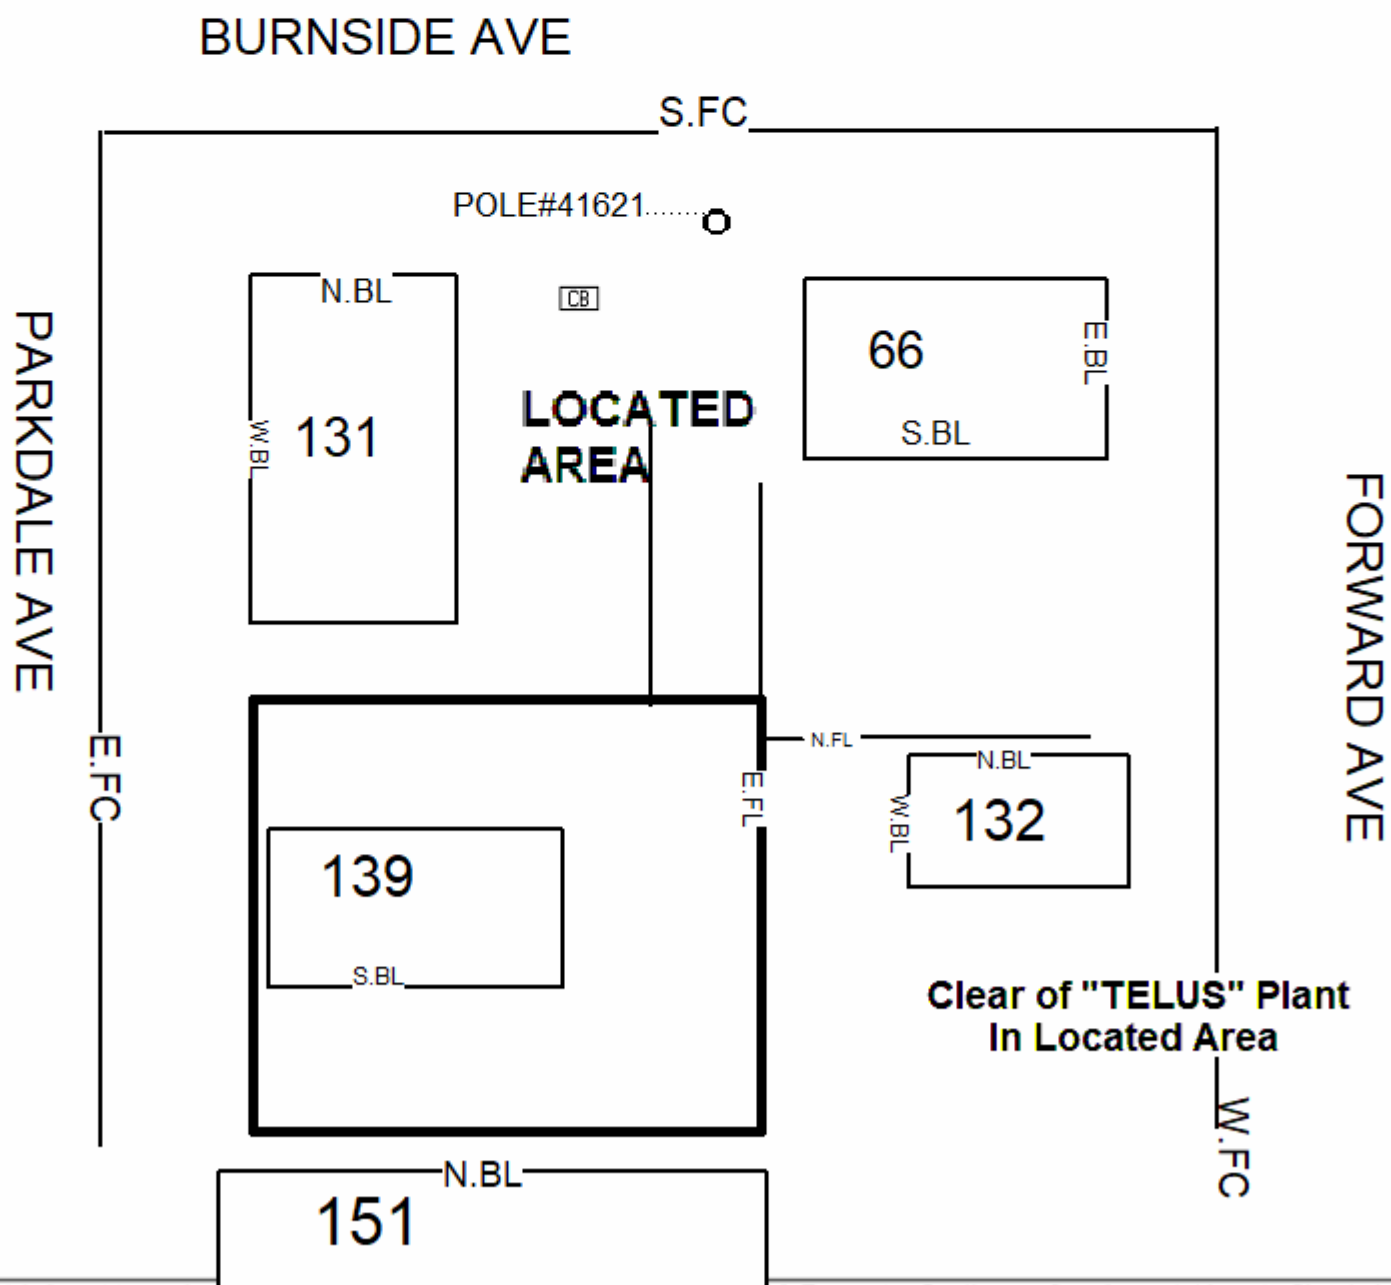 BURNSIDE AVE
S.FC
POLE#41621........
N.BL
CB
PARKDALE AVE
W.BL
131
66
E.BL
S.BL
LOCATED
AREA
FORWARD AVE
E.FC
N.FL
E.FL
N.BL
W.BL
132
139
S.BL
Clear of "TELUS" Plant
In Located Area
W.FC
N.BL
151